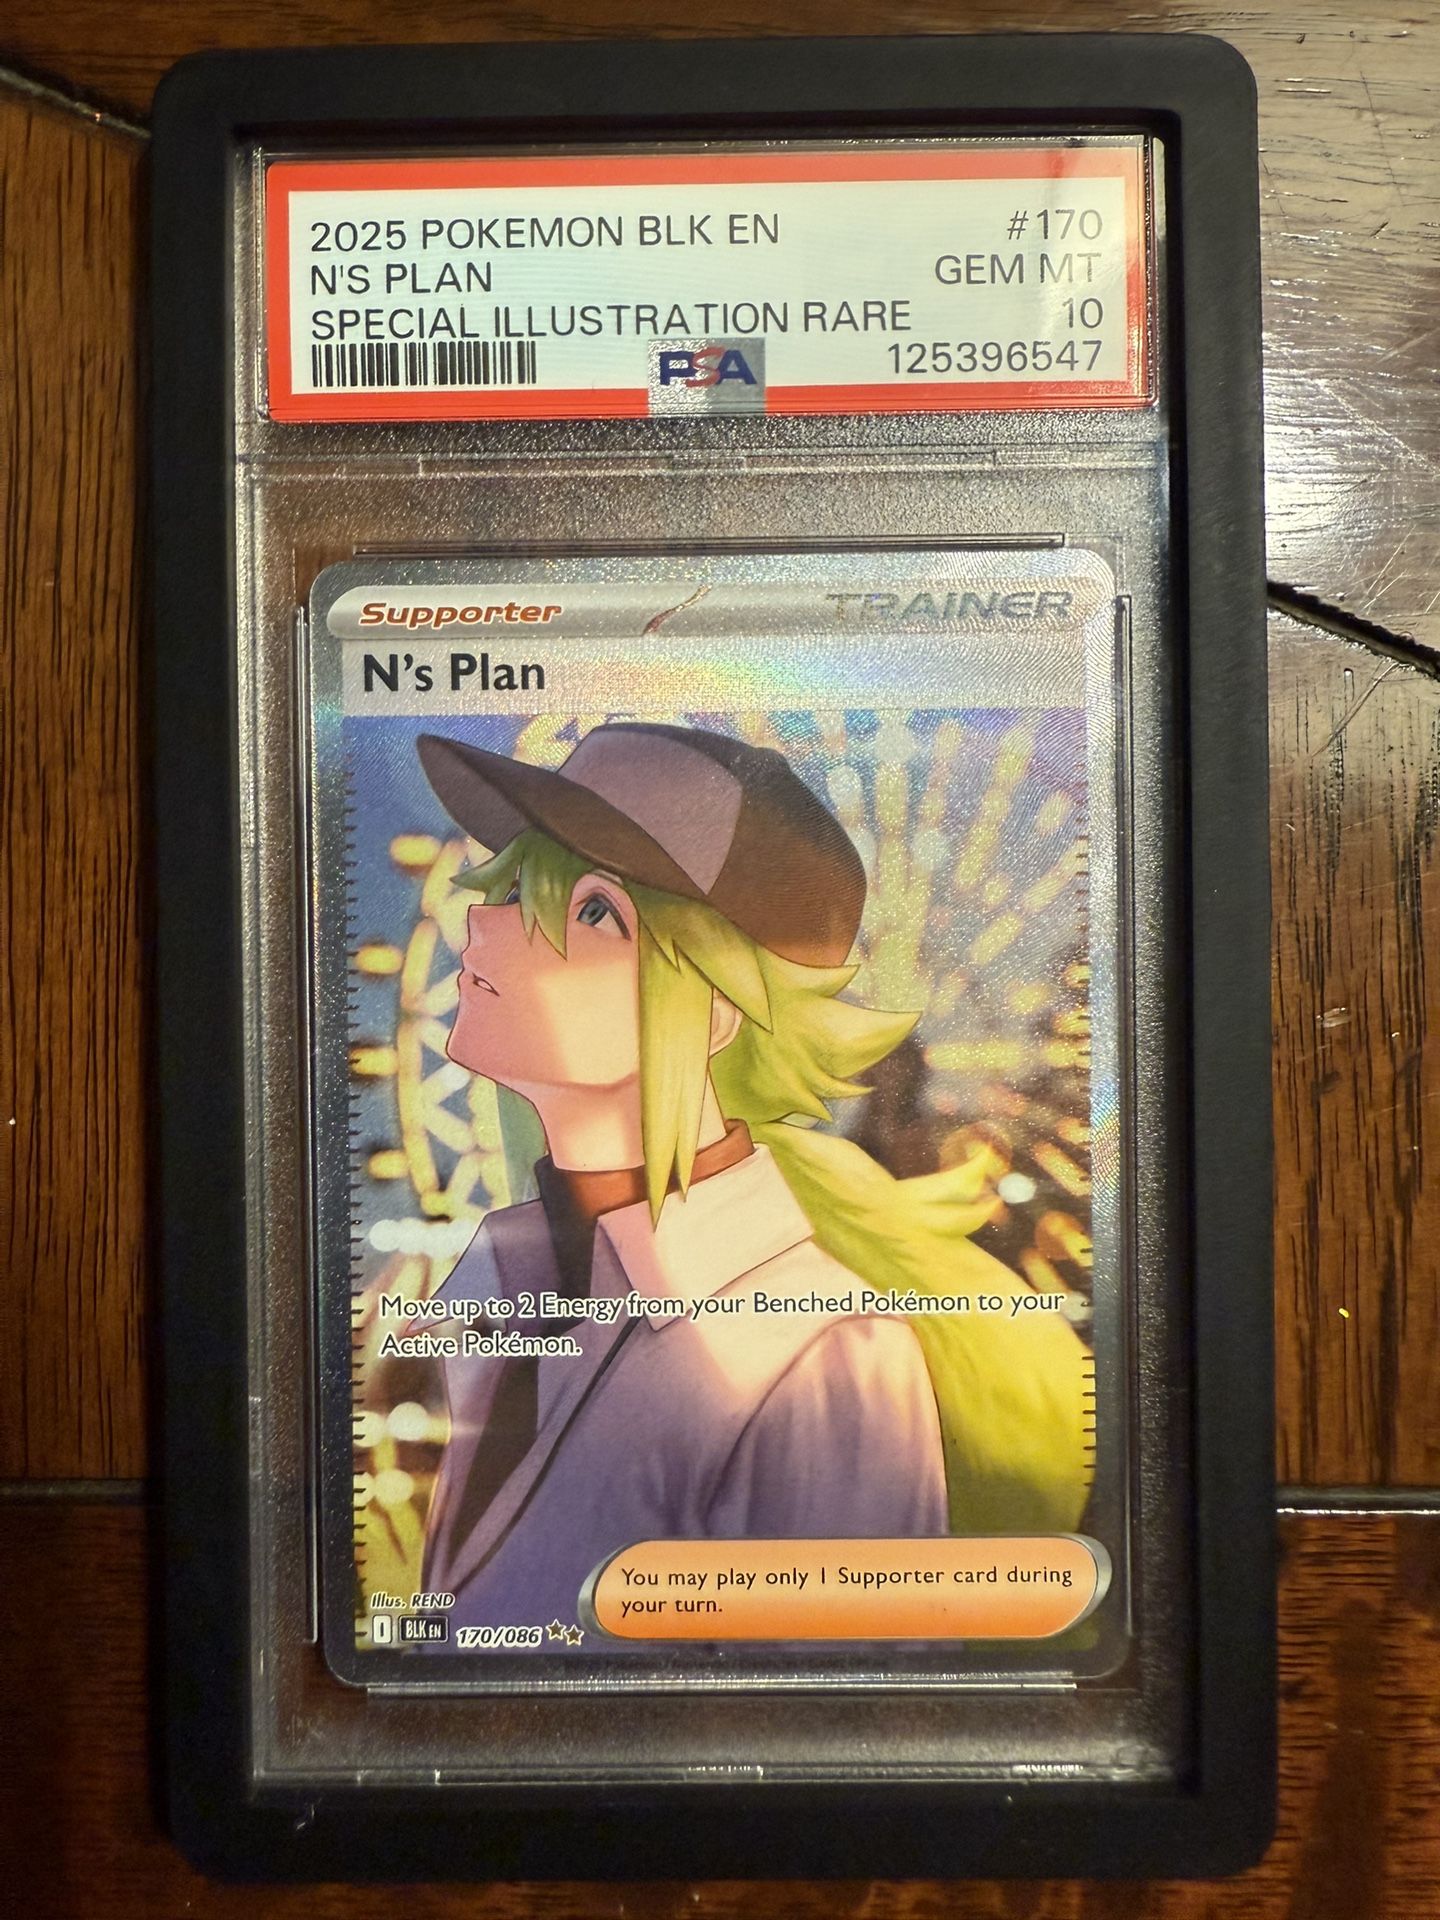 2025 POKEMON BLK EN #170
N'S PLAN GEM MT
SPECIAL ILLUSTRATION RARE 10
PSA 125396547
Supporter TRAINER
N's Plan
Move up to 2 Energy from your Benched Pokémon to your
Active Pokémon.
You may play only 1 Supporter card during
your turn.
Illus. REND
I BLK EN 170/086